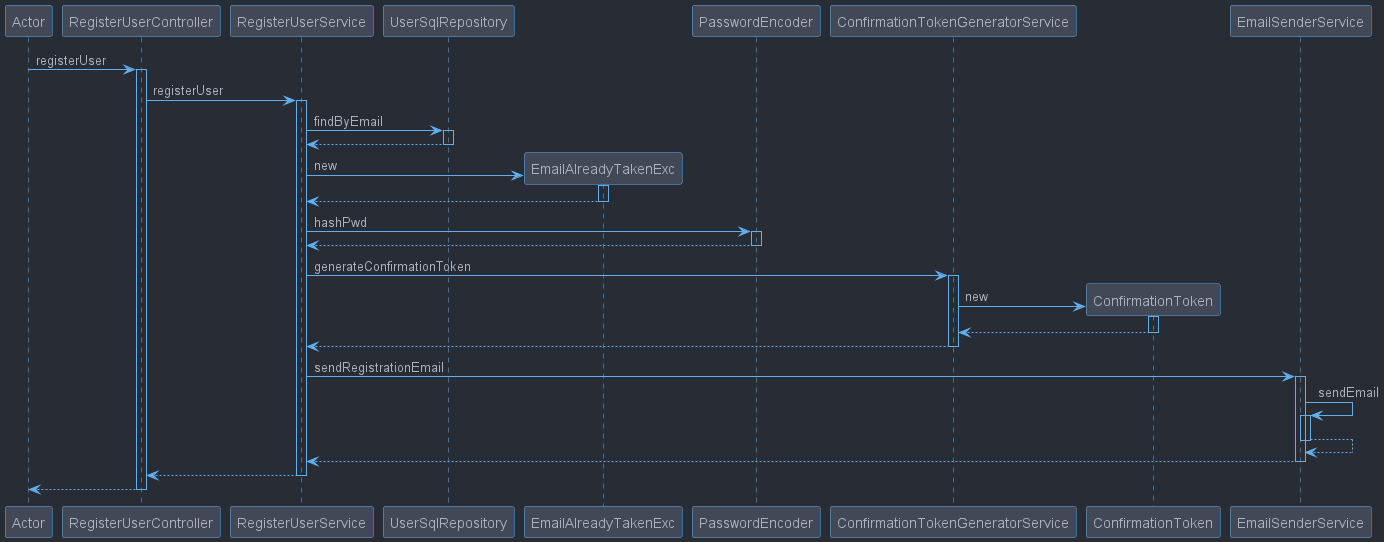 Actor RegisterUserController RegisterUserService UserSqlRepository PasswordEncoder ConfirmationTokenGeneratorService EmailSenderService
registerUser
registerUser
findByEmail
new EmailAlreadyTakenExc
hashPwd
generateConfirmationToken
new ConfirmationToken
sendRegistrationEmail
sendEmail
Actor RegisterUserController RegisterUserService UserSqlRepository EmailAlreadyTakenExc PasswordEncoder ConfirmationTokenGeneratorService ConfirmationToken EmailSenderService